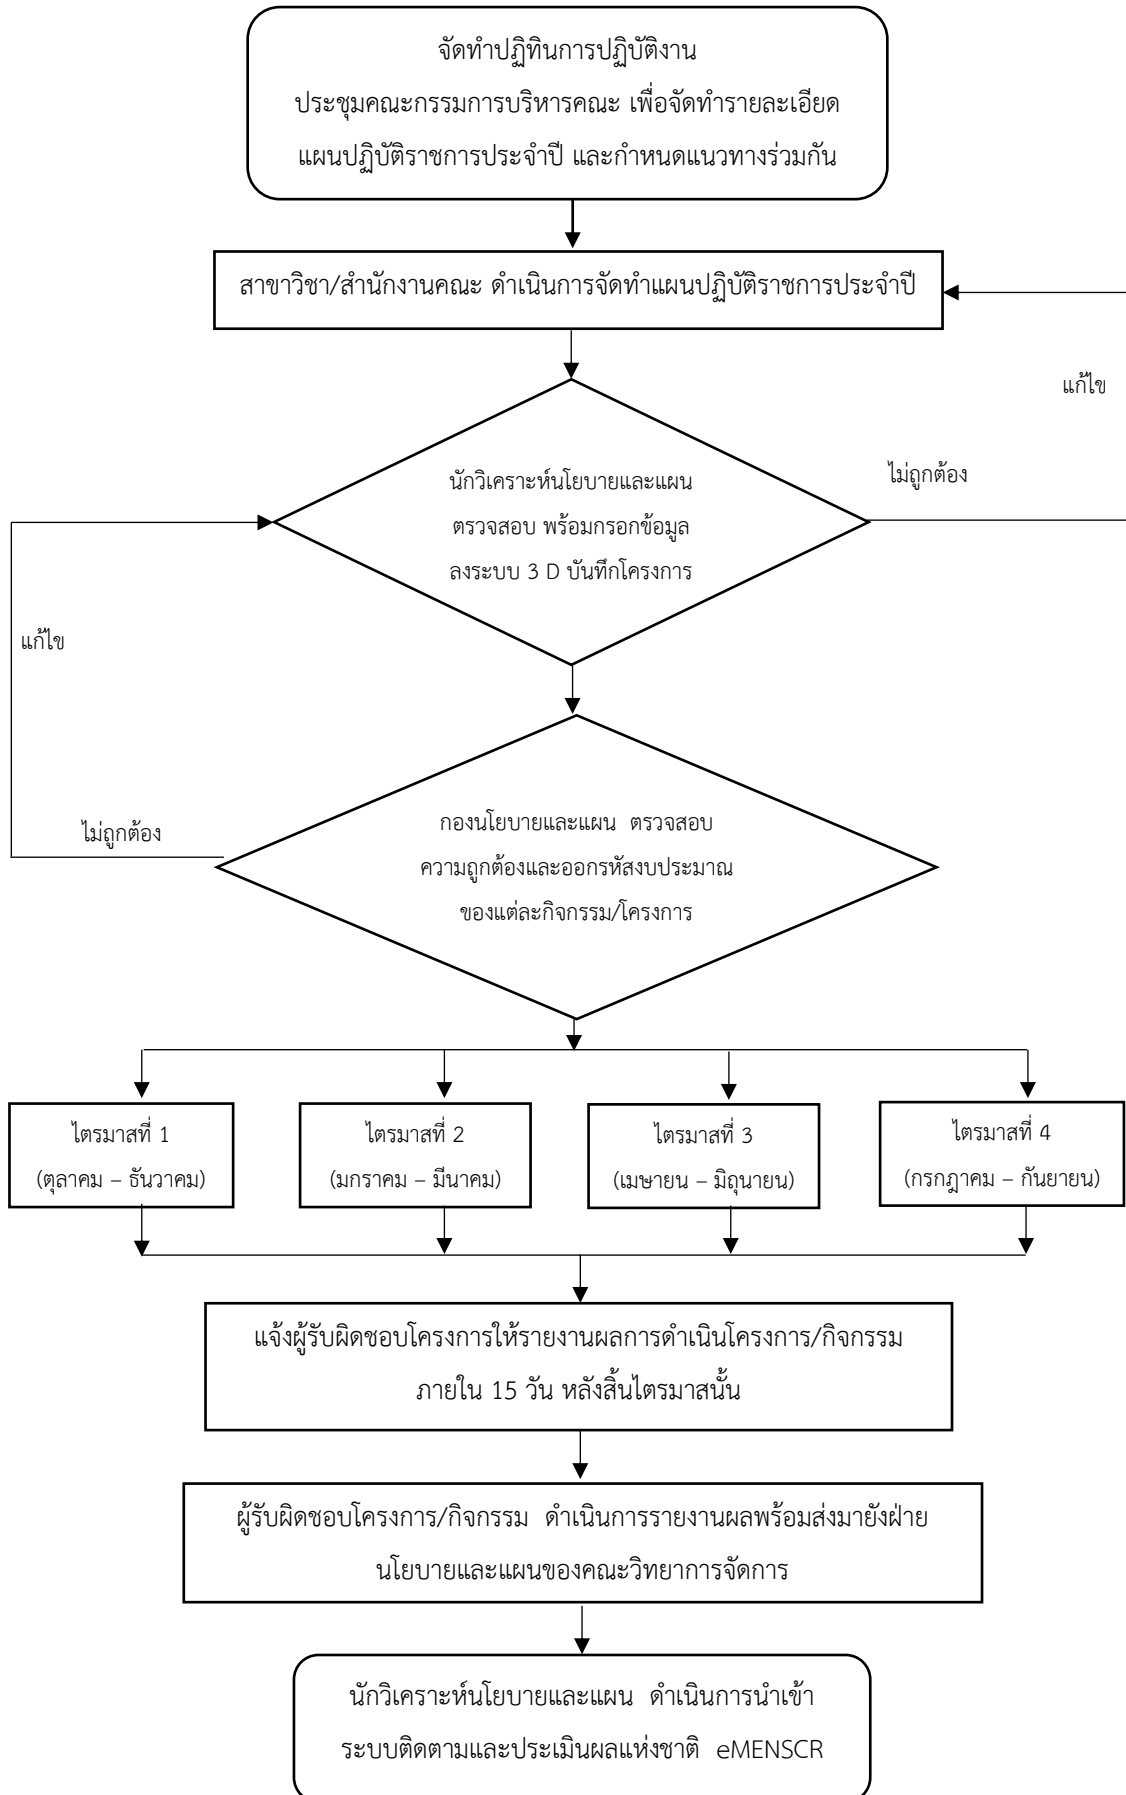 จัดทำปฏิทินการปฏิบัติงาน
ประชุมคณะกรรมการบริหารคณะ เพื่อจัดทำรายละเอียด
แผนปฏิบัติราชการประจำปี และกำหนดแนวทางร่วมกัน
สาขาวิชา/สำนักงานคณะ ดำเนินการจัดทำแผนปฏิบัติราชการประจำปี
แก้ไข
ไม่ถูกต้อง
นักวิเคราะห์นโยบายและแผน
ตรวจสอบ พร้อมกรอกข้อมูล
ลงระบบ 3 D บันทึกโครงการ
แก้ไข
ไม่ถูกต้อง
กองนโยบายและแผน ตรวจสอบ
ความถูกต้องและออกรหัสงบประมาณ
ของแต่ละกิจกรรม/โครงการ
ไตรมาสที่ 1
(ตุลาคม – ธันวาคม)
ไตรมาสที่ 2
(มกราคม – มีนาคม)
ไตรมาสที่ 3
(เมษายน – มิถุนายน)
ไตรมาสที่ 4
(กรกฎาคม – กันยายน)
แจ้งผู้รับผิดชอบโครงการให้รายงานผลการดำเนินโครงการ/กิจกรรม
ภายใน 15 วัน หลังสิ้นไตรมาสนั้น
ผู้รับผิดชอบโครงการ/กิจกรรม ดำเนินการรายงานผลพร้อมส่งมายังฝ่าย
นโยบายและแผนของคณะวิทยาการจัดการ
นักวิเคราะห์นโยบายและแผน ดำเนินการนำเข้า
ระบบติดตามและประเมินผลแห่งชาติ eMENSCR